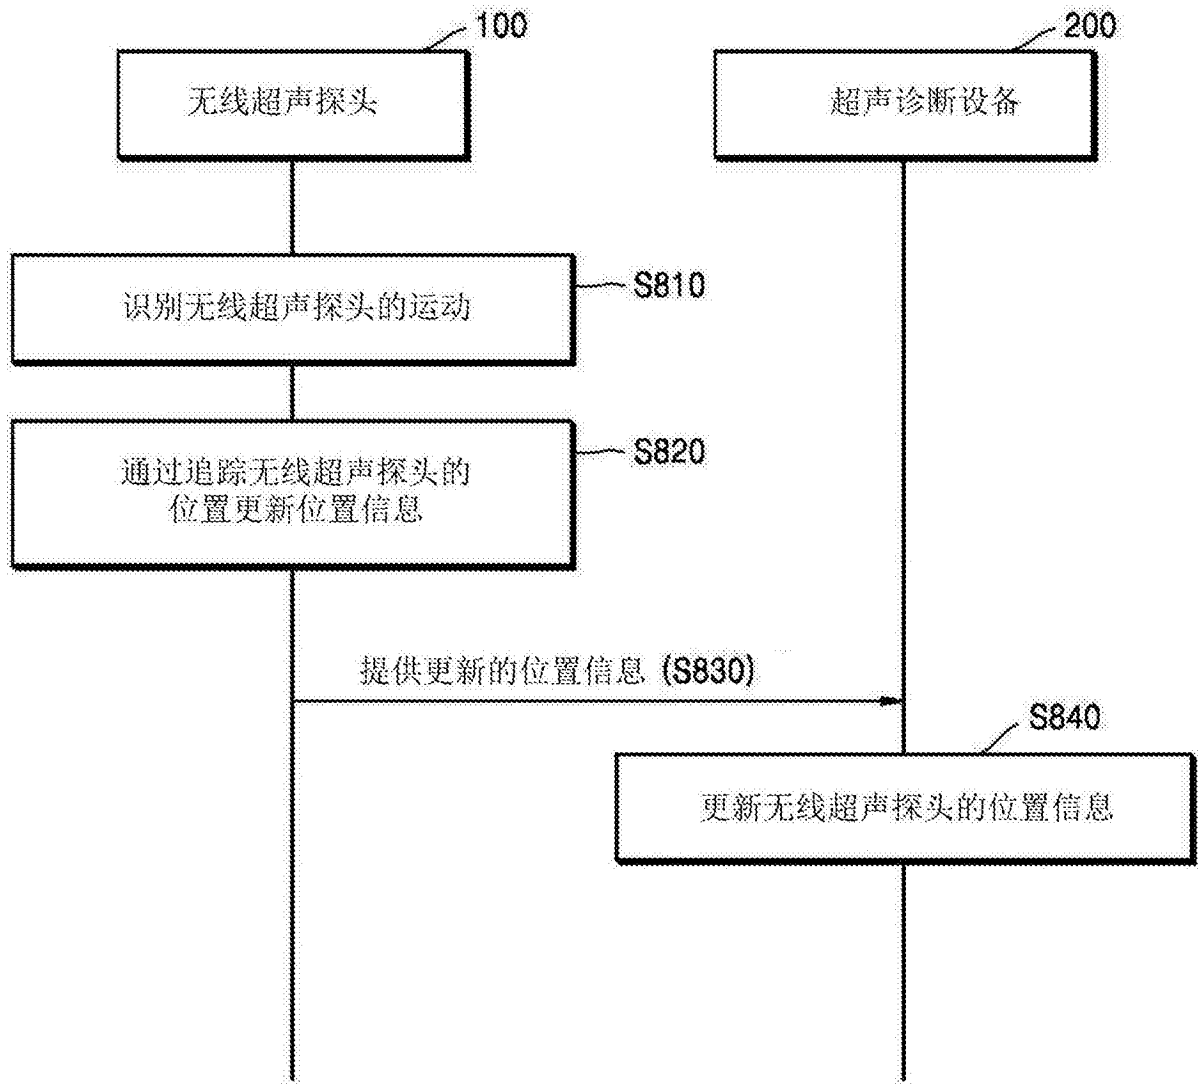 100
200
无线超声探头
超声诊断设备
识别无线超声探头的运动
S810
通过追踪无线超声探头的
位置更新位置信息
S820
提供更新的位置信息 (S830)
S840
更新无线超声探头的位置信息